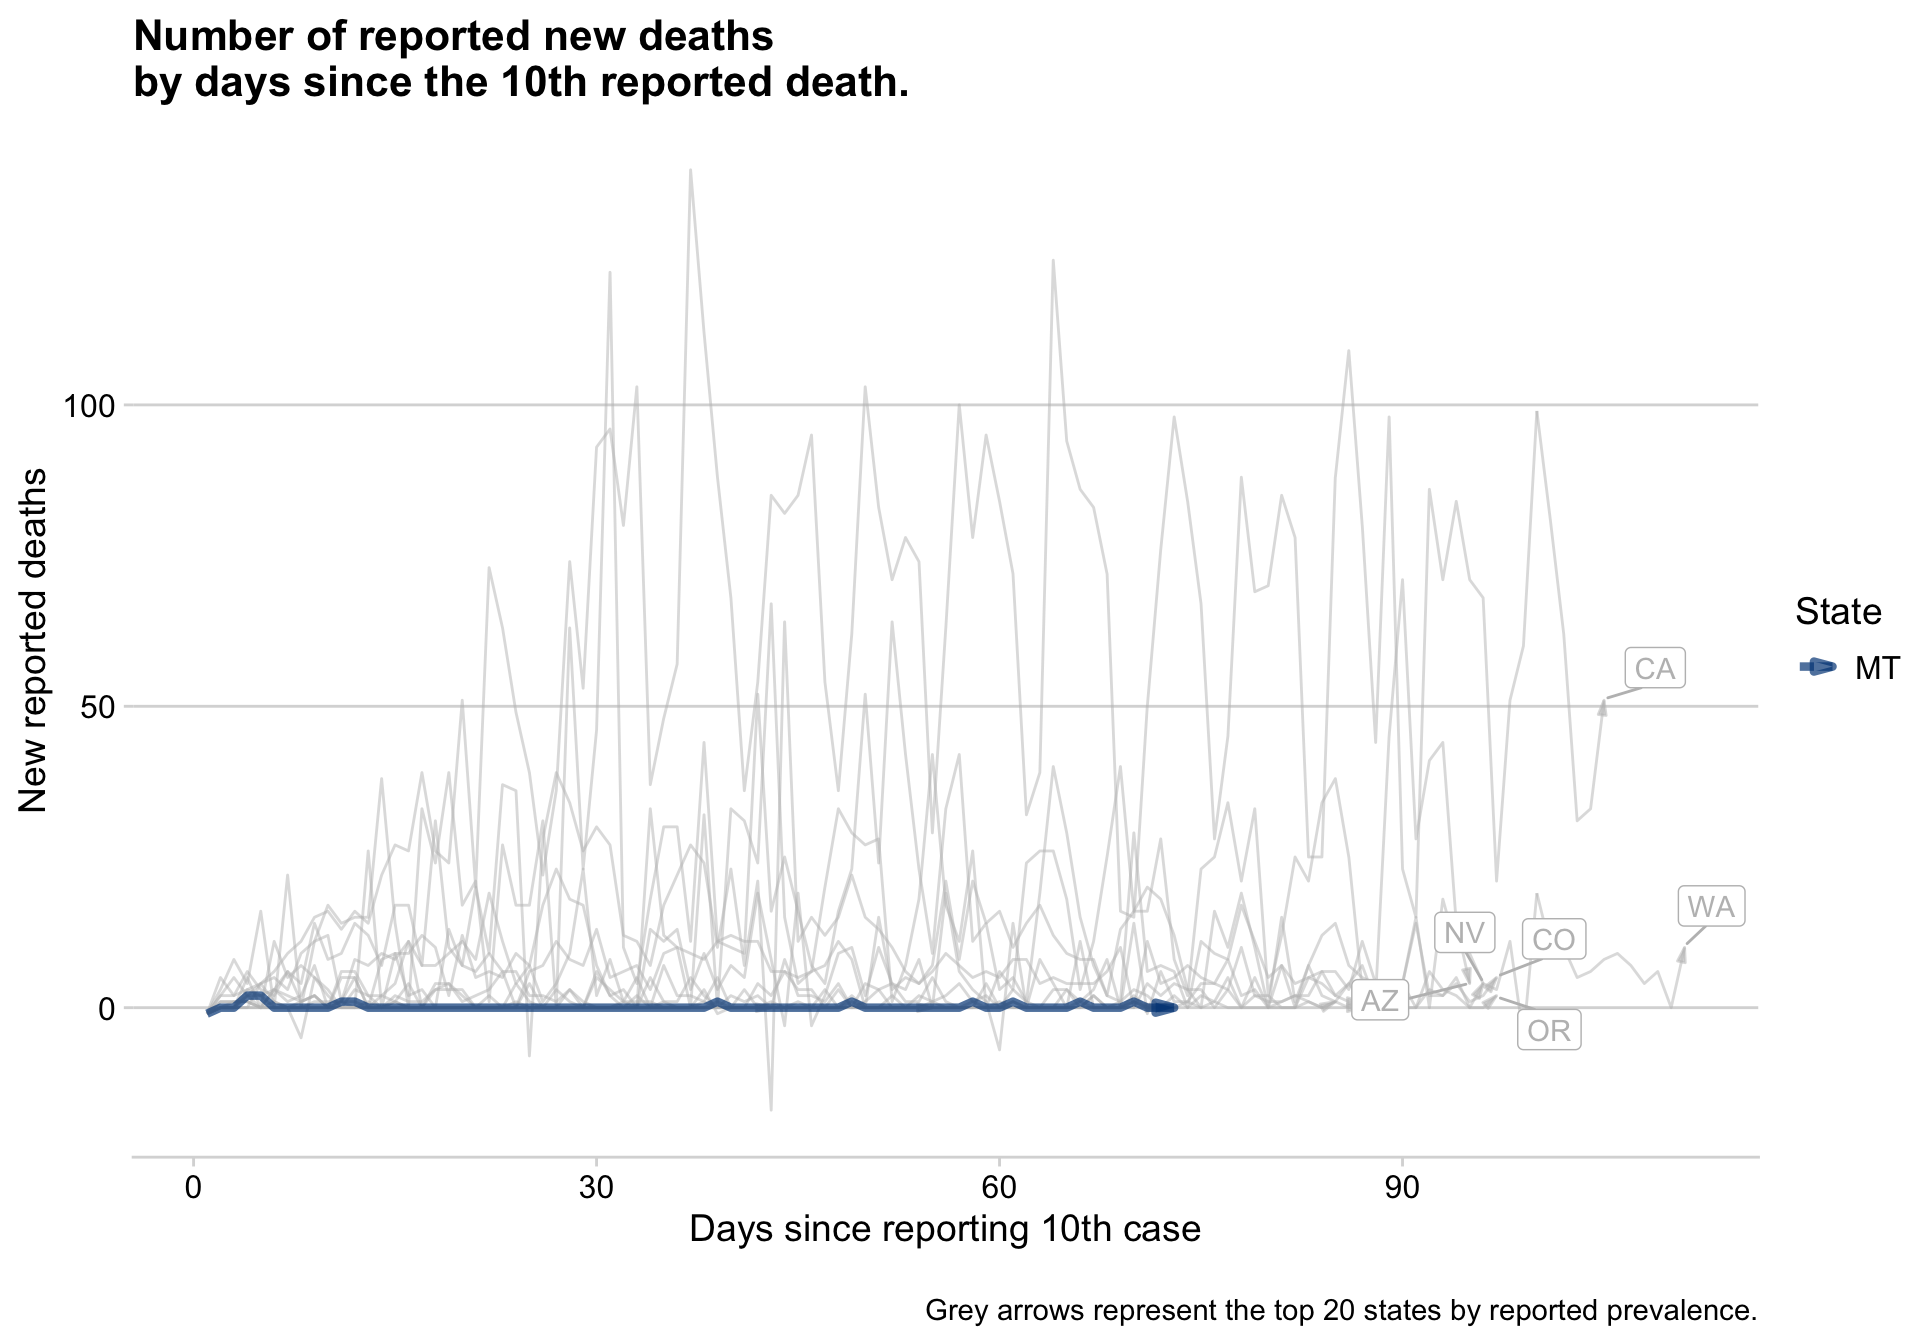 Number of reported new deaths
by days since the 10th reported death.
New reported deaths
100
50
0
CA
WA
NV
CO
AZ
OR
State
MT
0 30 60 90
Days since reporting 10th case
Grey arrows represent the top 20 states by reported prevalence.